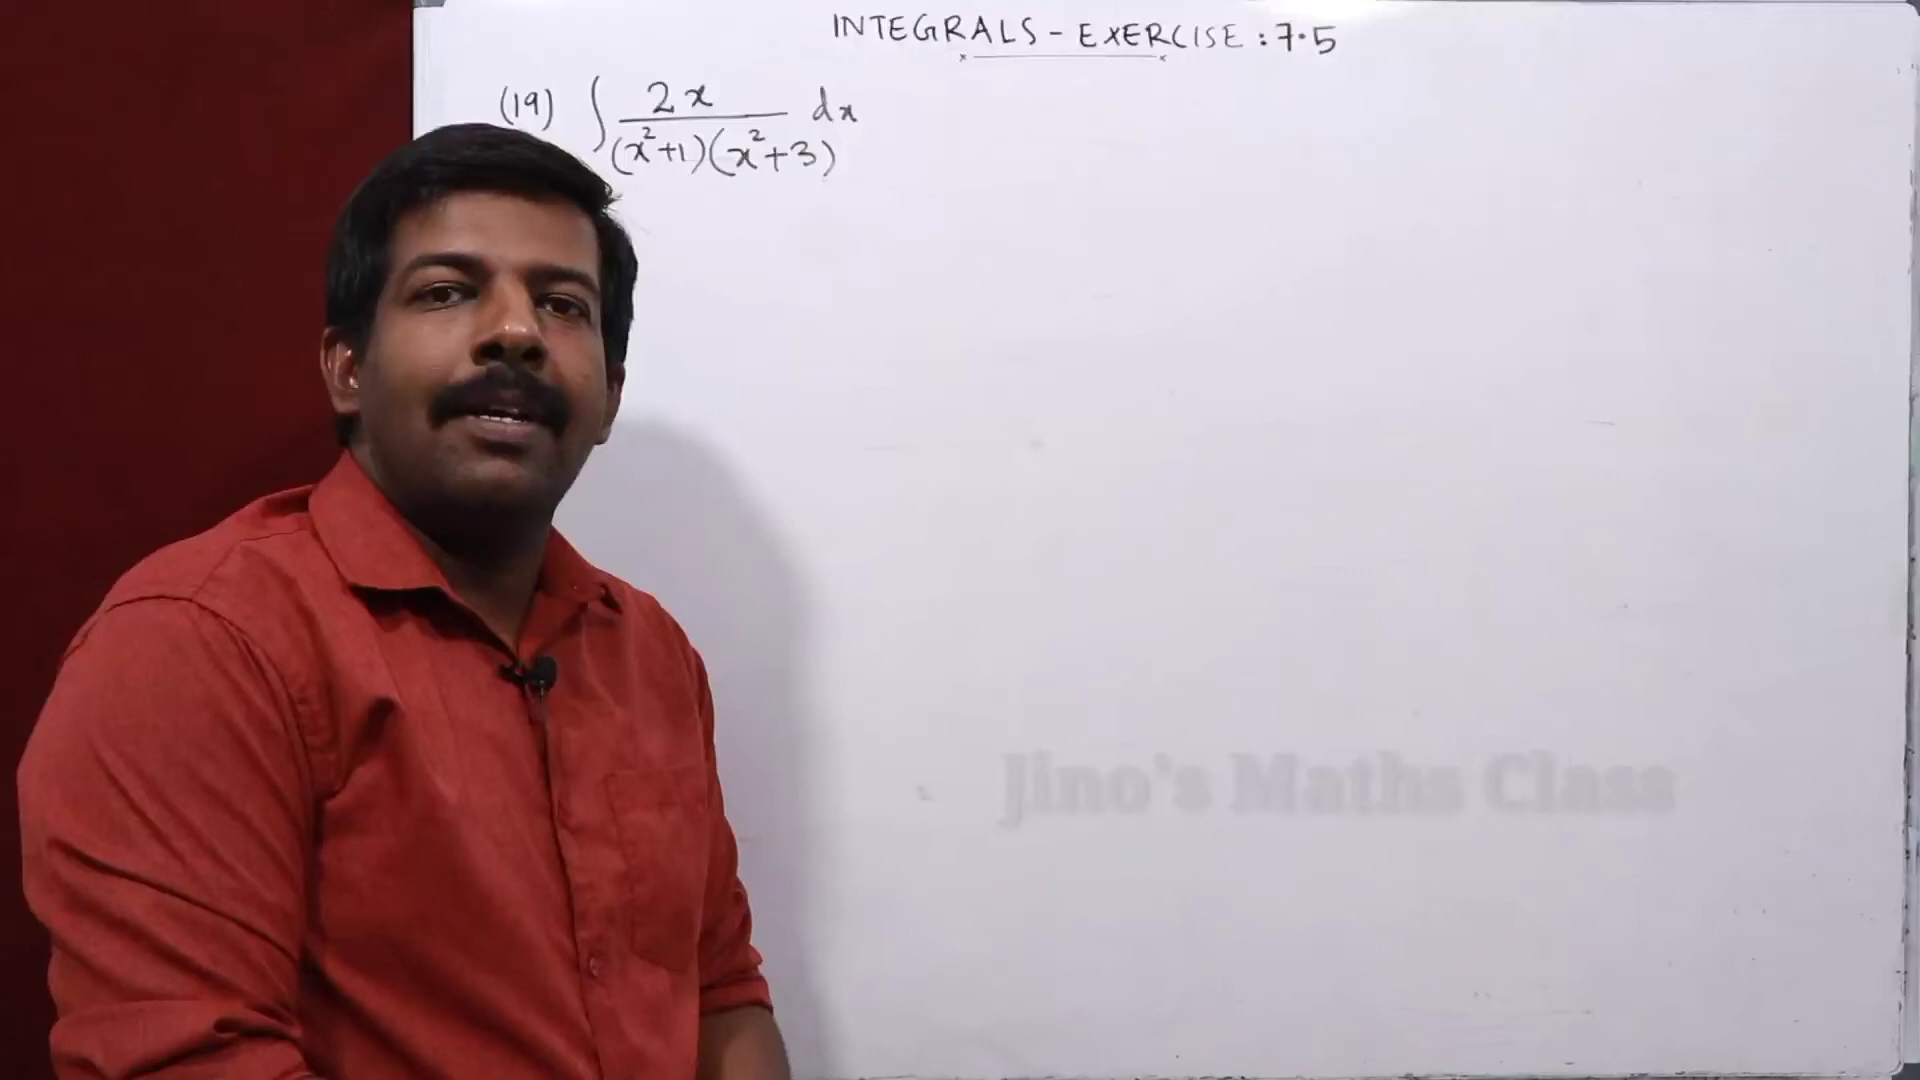 INTEGRALS - EXERCISE : 7.5
(19) ∫ 2x / (x²+1)(x²+3) dx
Jino's Maths Class